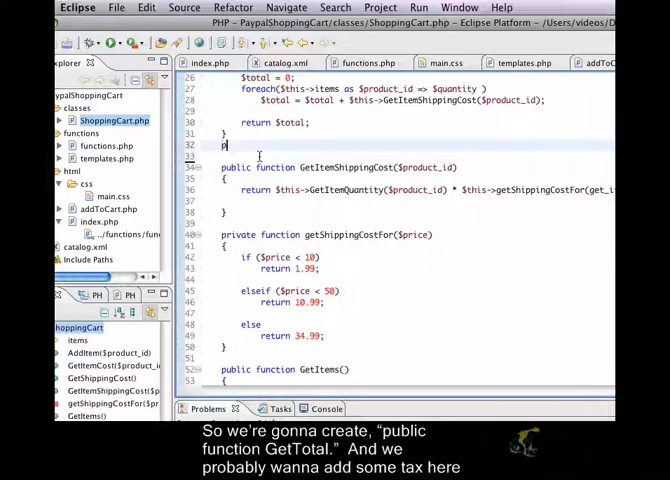 Eclipse File Edit Source Refactor Navigate Search Project Run Window
PHP - PaypalShoppingCart/classes/ShoppingCart.php - Eclipse Platform - /Users/videos/D
xplorer
index.php catalog.xml functions.php main.css templates.php addToC
aypalShoppingCart
classes
ShoppingCart.php
functions
functions.php
templates.php
html
css
main.css
addToCart.php
index.php
../functions/fun
catalog.xml
Include Paths
PH PH
ShoppingCart
items
AddItem($product_id)
GetItemCost($product_ic
GetShippingCost()
GetItemShippingCost($pr
getShippingCostFor($pr
GetItems()
26 $total = 0;
27 foreach($this->items as $product_id => $quantity )
28 $total = $total + $this->GetItemShippingCost($product_id);
29
30 return $total;
31 }
32 p
33
34 public function GetItemShippingCost($product_id)
35 {
36 return $this->GetItemQuantity($product_id) * $this->getShippingCostFor(get_it
37
38 }
39
40 private function getShippingCostFor($price)
41 {
42 if ($price < 10)
43 return 1.99;
44
45 elseif ($price < 50)
46 return 10.99;
47
48 else
49 return 34.99;
50 }
51
52 public function GetItems()
53 {
Problems Tasks Console
So we're gonna create, “public
function GetTotal.” And we
probably wanna add some tax here